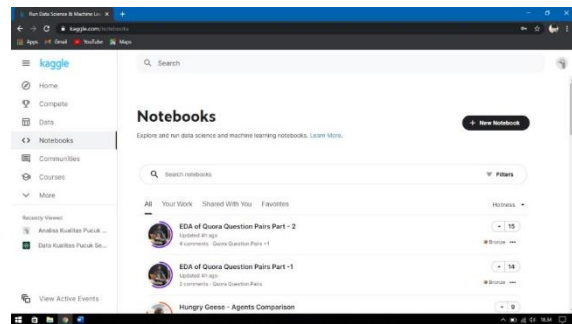 Run Data Science & Machine Le
kaggle.com/notebooks
Apps
Gmail
YouTube
Maps
kaggle
Search
Home
Compete
Data
Notebooks
Communities
Courses
More
Recently Viewed
Analisa Kualitas Pucuk ...
Data Kualitas Pucuk Se...
View Active Events
Notebooks
Explore and run data science and machine learning notebooks. Learn More.
+ New Notebook
Search notebooks
Filters
All Your Work Shared With You Favorites
Hotness
EDA of Quora Question Pairs Part - 2
Updated 4h ago
4 comments · Quora Question Pairs +1
15
Bronze
EDA of Quora Question Pairs Part -1
Updated 4h ago
2 comments · Quora Question Pairs
14
Bronze
Hungry Geese - Agents Comparison
9